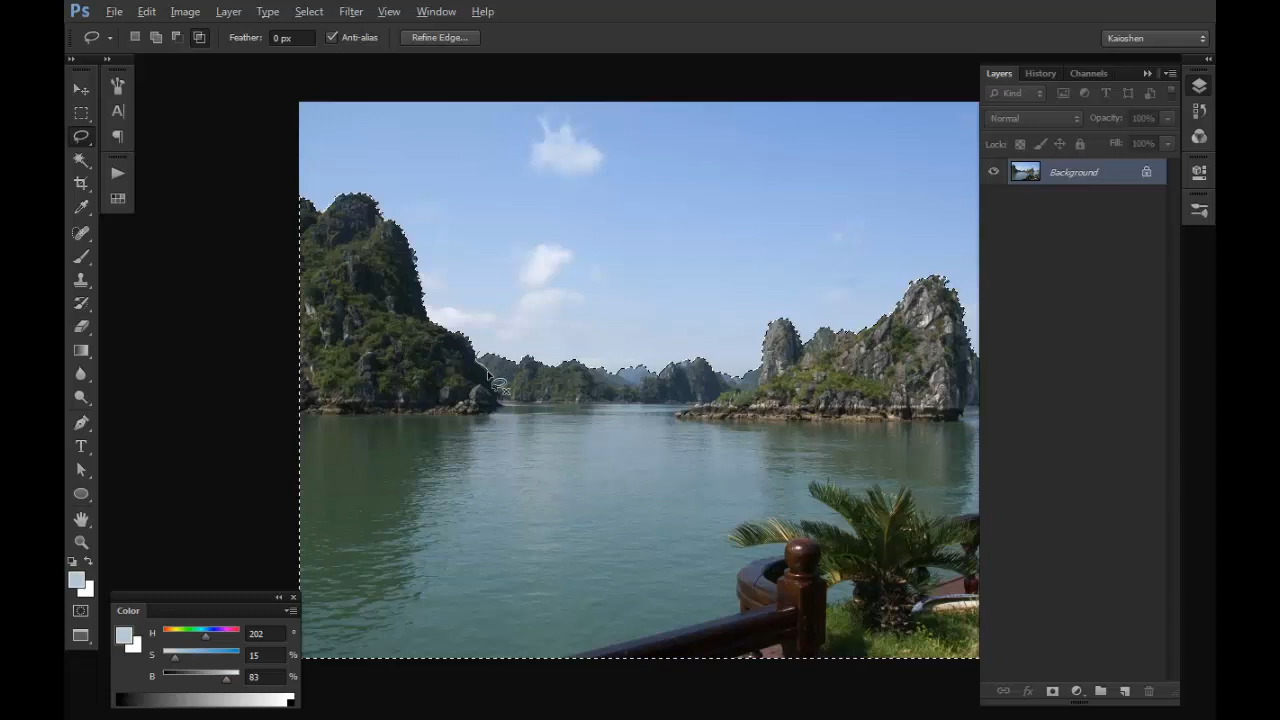 Ps File Edit Image Layer Type Select Filter View Window Help
Feather: 0 px Anti-alias Refine Edge... Kaioshen
Layers History Channels
Kind
Normal Opacity: 100%
Lock: Fill: 100%
Background
Color
H 202 °
S 15 %
B 83 %